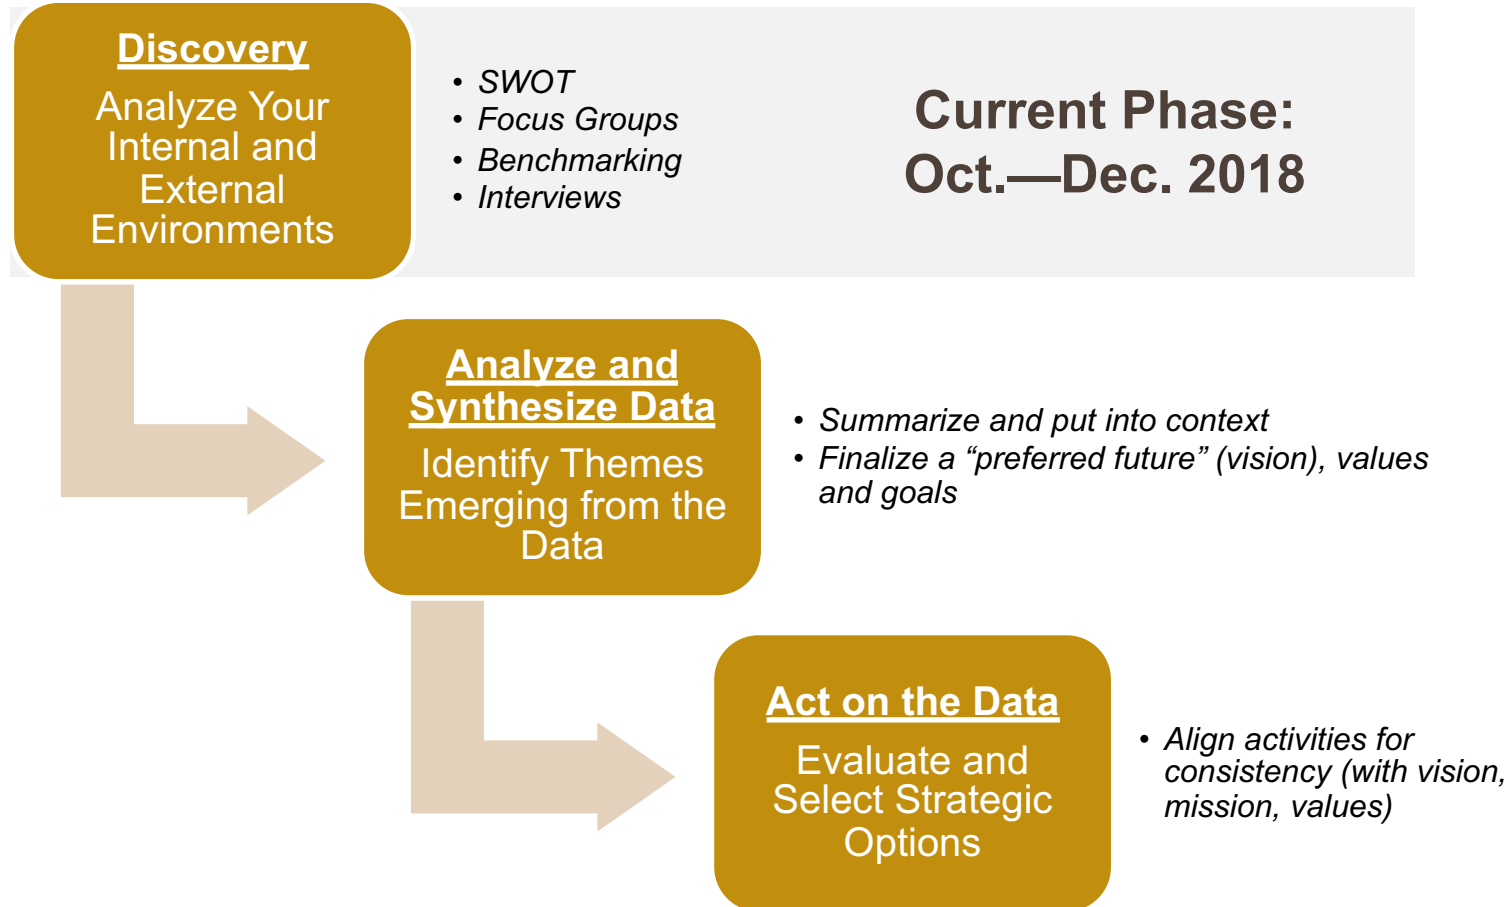 Discovery
Analyze Your
Internal and
External
Environments
• SWOT
• Focus Groups
• Benchmarking
• Interviews
Current Phase:
Oct.—Dec. 2018
Analyze and
Synthesize Data
Identify Themes
Emerging from the
Data
• Summarize and put into context
• Finalize a “preferred future” (vision), values
and goals
Act on the Data
Evaluate and
Select Strategic
Options
• Align activities for
consistency (with vision,
mission, values)